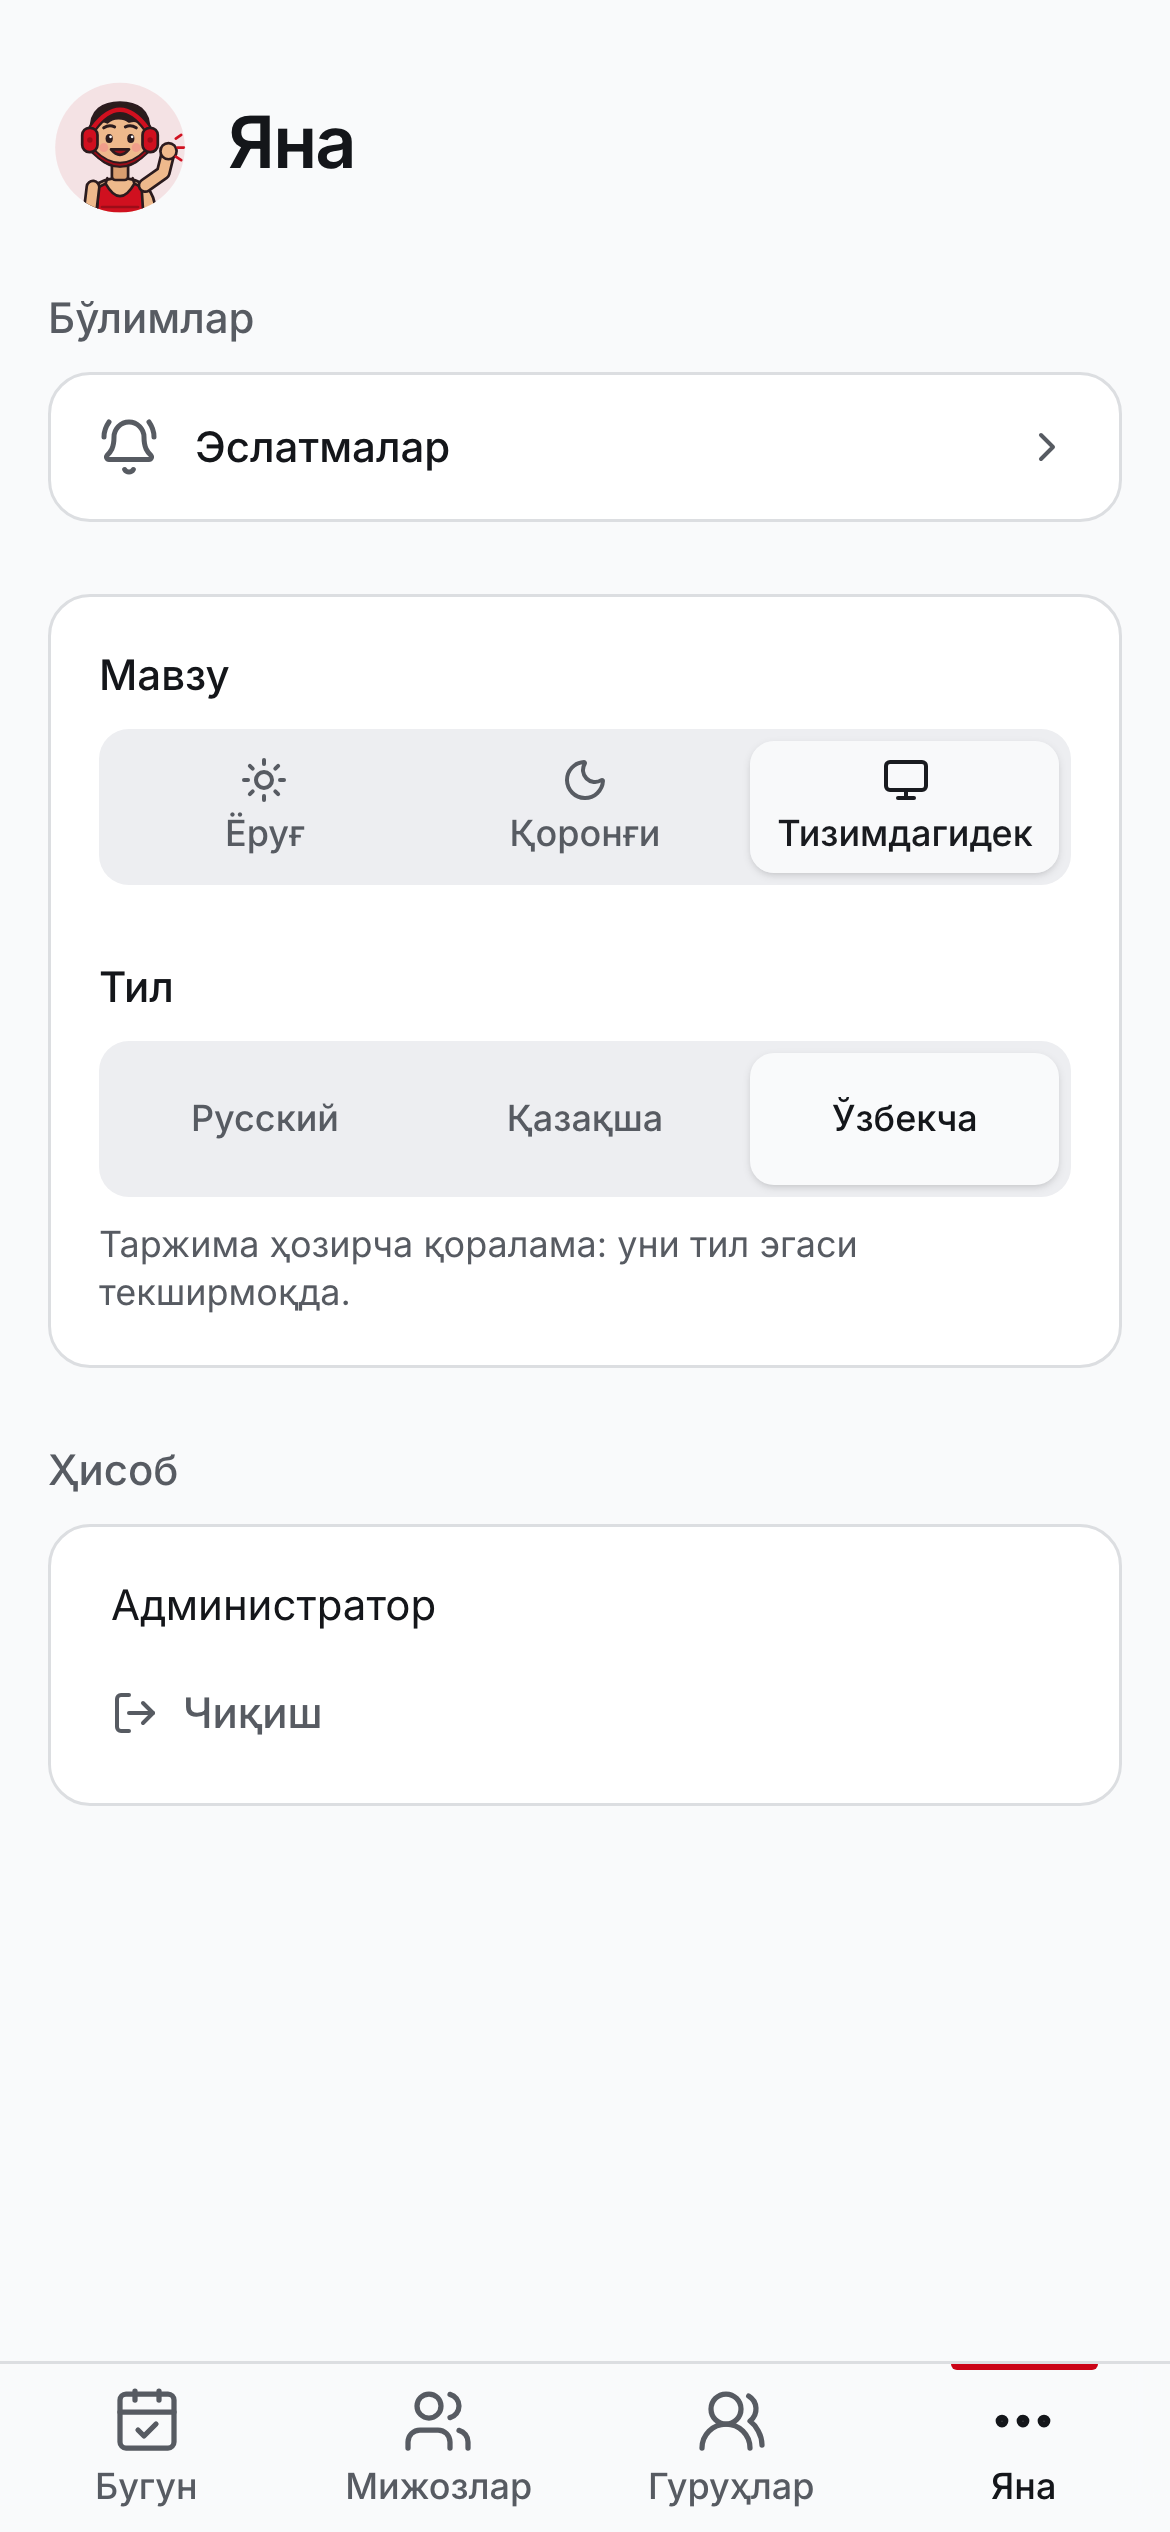 Яна
Бўлимлар
Эслатмалар
Мавзу
Ёруғ
Қоронғи
Тизимдагидек
Тил
Русский
Қазақша
Ўзбекча
Таржима ҳозирча қоралама: уни тил эгаси
текширмоқда.
Ҳисоб
Администратор
Чиқиш
Бугун
Мижозлар
Гуруҳлар
Яна